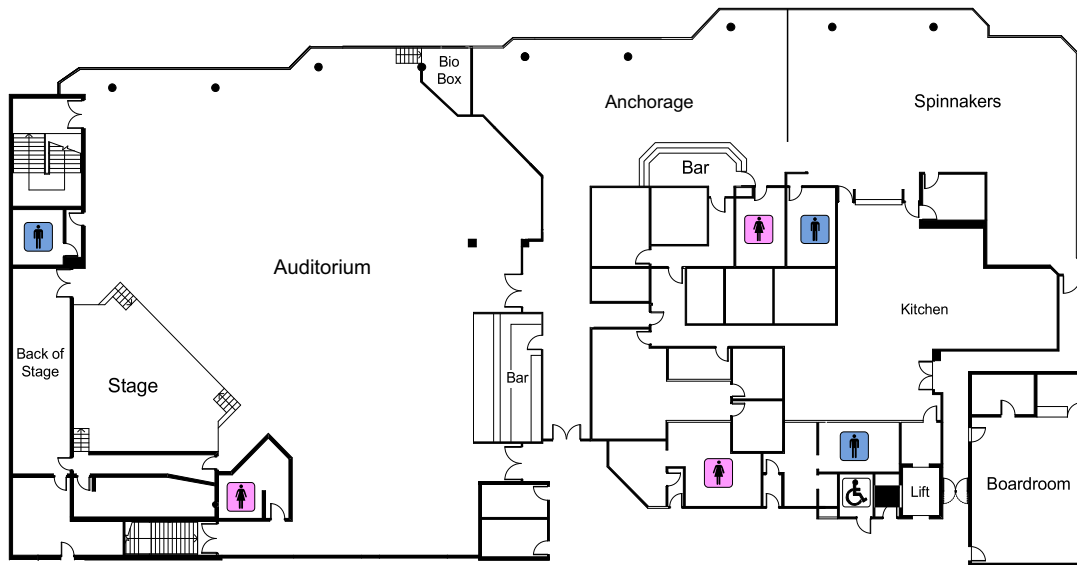 Bio
Box
Anchorage
Spinnakers
Bar
Auditorium
Kitchen
Back of
Stage
Stage
Bar
Lift
Boardroom